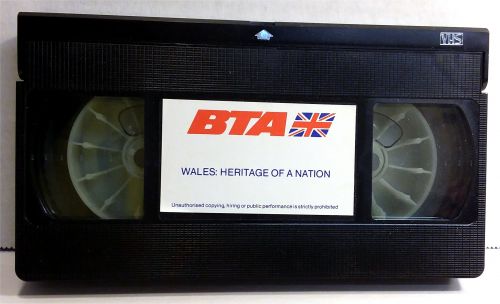 VHS
BTA
WALES: HERITAGE OF A NATION
Unauthorised copying, hiring or public performance is strictly prohibited